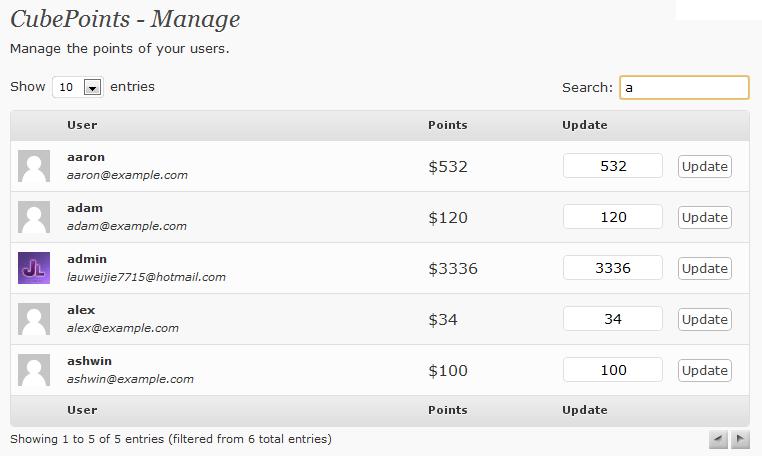 CubePoints - Manage
Manage the points of your users.
Show 10 entries Search: a
User Points Update
aaron
aaron@example.com $532 532 Update
adam
adam@example.com $120 120 Update
admin
lauweijie7715@hotmail.com $3336 3336 Update
alex
alex@example.com $34 34 Update
ashwin
ashwin@example.com $100 100 Update
User Points Update
Showing 1 to 5 of 5 entries (filtered from 6 total entries)